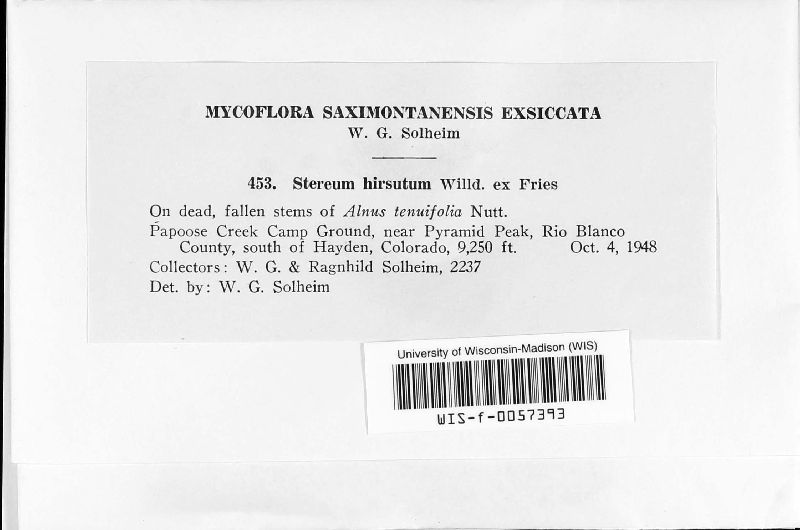 MYCOFLORA SAXIMONTANENSIS EXSICCATA
W. G. Solheim
453. Stereum hirsutum Willd. ex Fries
On dead, fallen stems of Alnus tenuifolia Nutt.
Papoose Creek Camp Ground, near Pyramid Peak, Rio Blanco
County, south of Hayden, Colorado, 9,250 ft. Oct. 4, 1948
Collectors: W. G. & Ragnhild Solheim, 2237
Det. by: W. G. Solheim
University of Wisconsin-Madison (WIS)
WIS-f-0057393